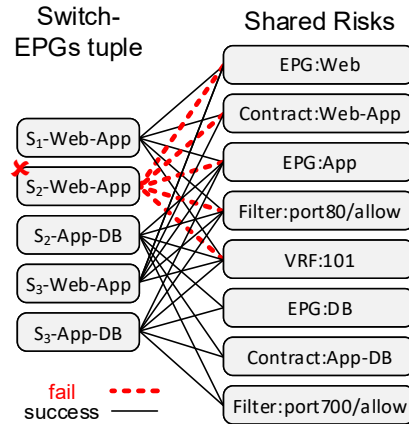 Switch-
EPGs tuple
S1-Web-App
S2-Web-App
S2-App-DB
S3-Web-App
S3-App-DB
fail
success
Shared Risks
EPG:Web
Contract:Web-App
EPG:App
Filter:port80/allow
VRF:101
EPG:DB
Contract:App-DB
Filter:port700/allow